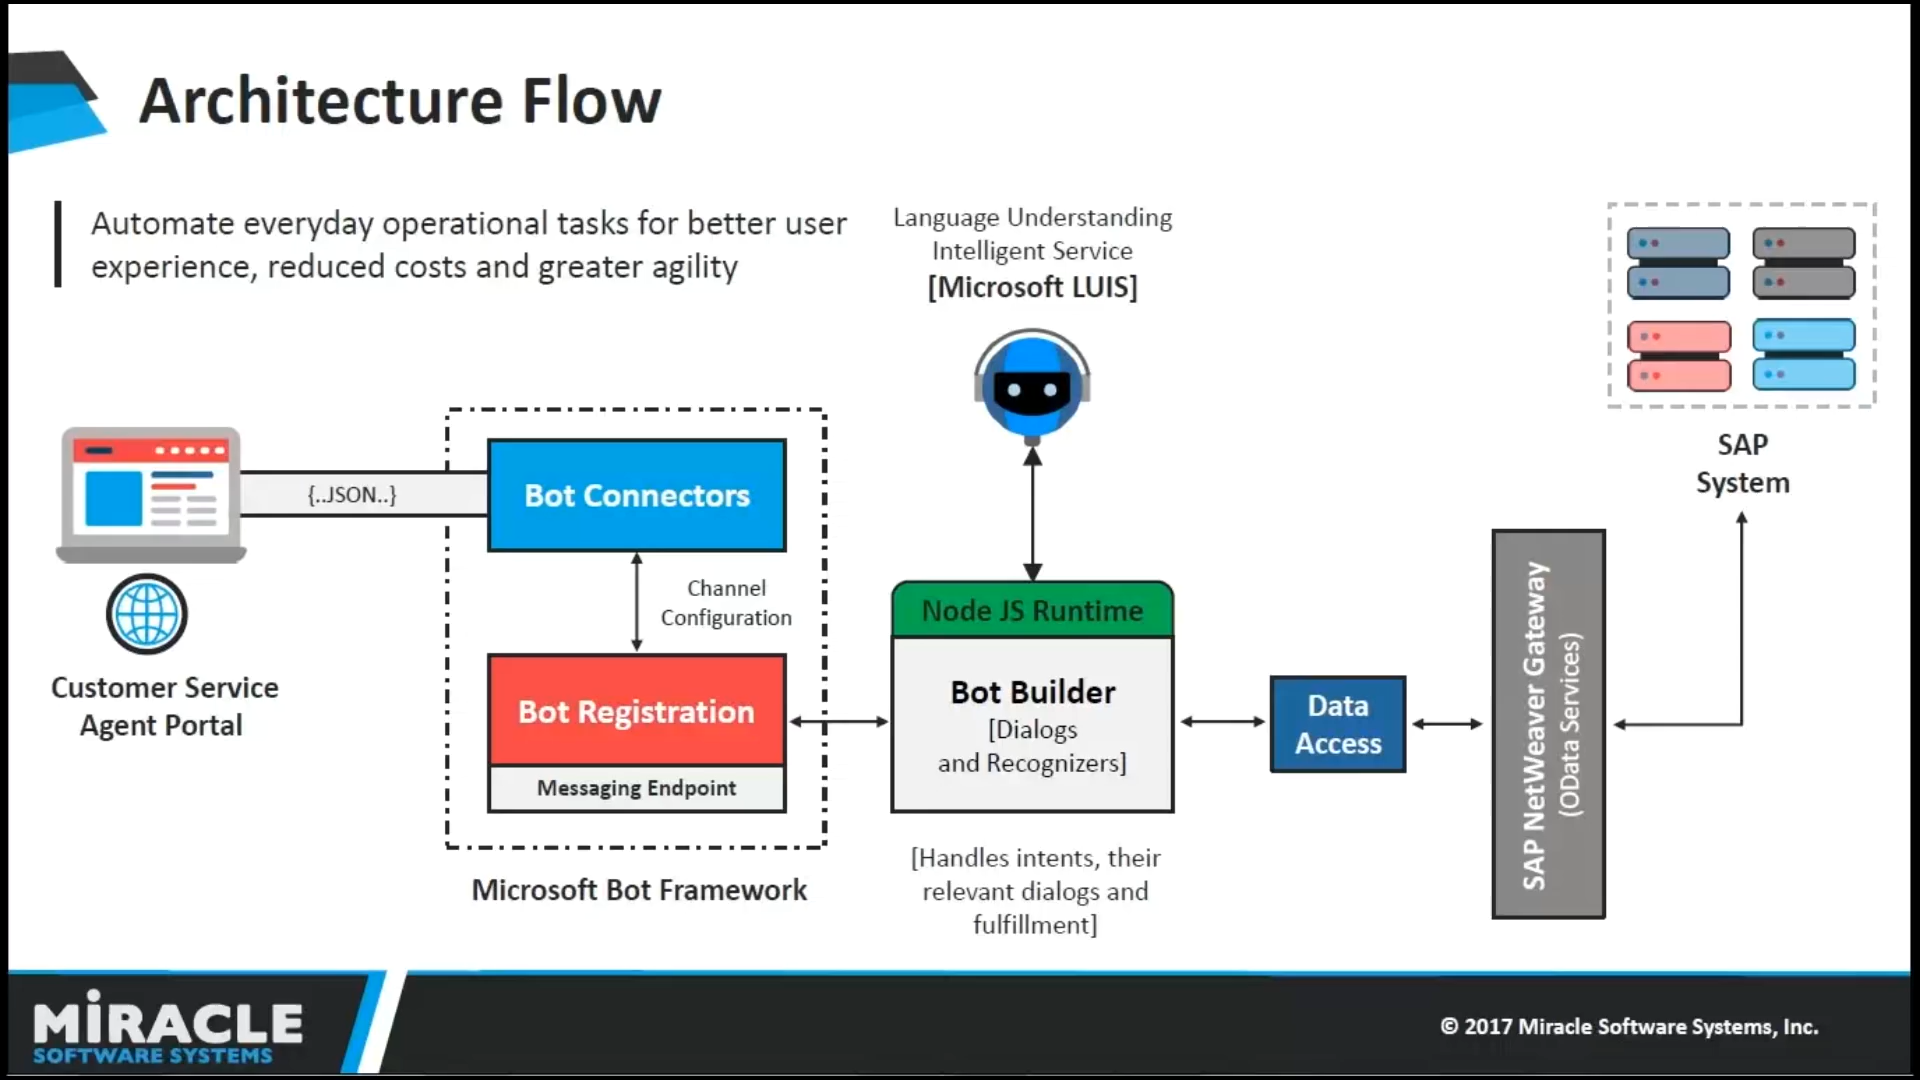 Architecture Flow
Automate everyday operational tasks for better user
experience, reduced costs and greater agility
Language Understanding
Intelligent Service
[Microsoft LUIS]
SAP
System
{..JSON..}
Bot Connectors
Channel
Configuration
Customer Service
Agent Portal
Bot Registration
Messaging Endpoint
Microsoft Bot Framework
Node JS Runtime
Bot Builder
[Dialogs
and Recognizers]
[Handles intents, their
relevant dialogs and
fulfillment]
Data
Access
SAP NetWeaver Gateway
(OData Services)
MiRACLE
SOFTWARE SYSTEMS
© 2017 Miracle Software Systems, Inc.